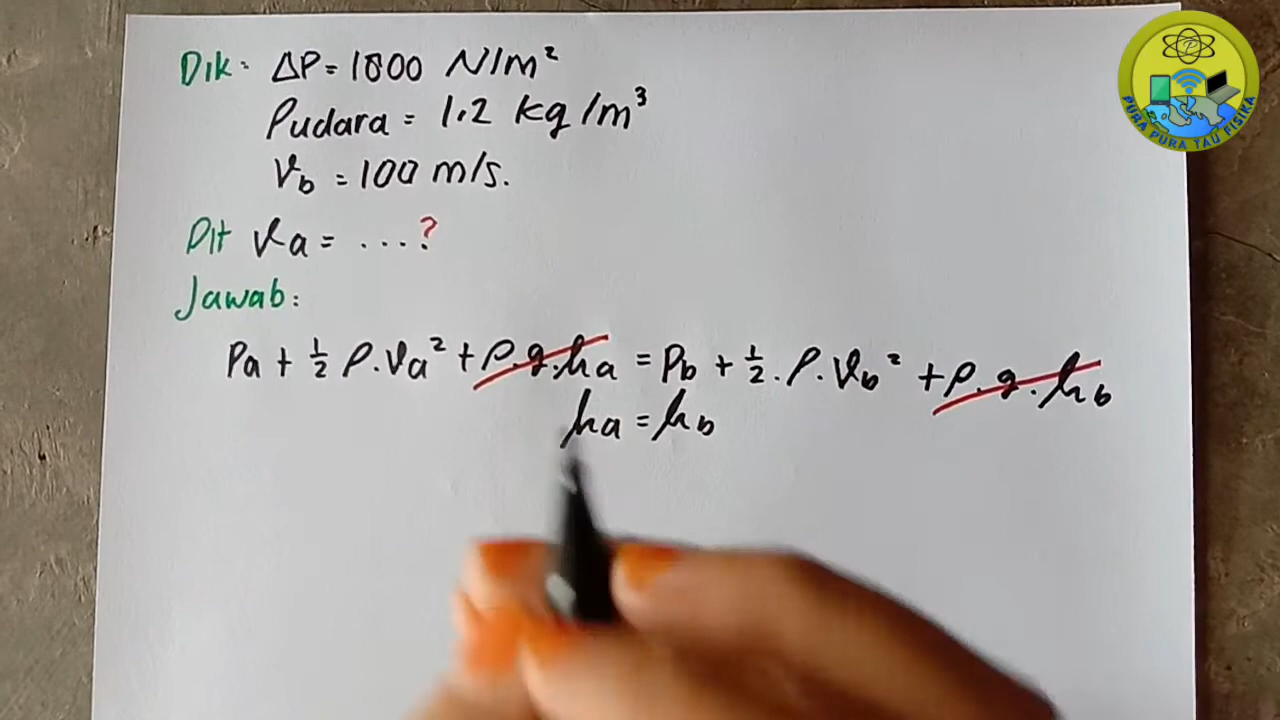 Dik: ΔP = 1800 N/m²
ρudara = 1.2 kg/m³
Vb = 100 m/s.
Dit Va = ... ?
Jawab:
Pa + ½ ρ.Va² + ρ.g.ha = Pb + ½.ρ.Vb² + ρ.g.hb
ha = hb
PURA PURA TAU FISIKA